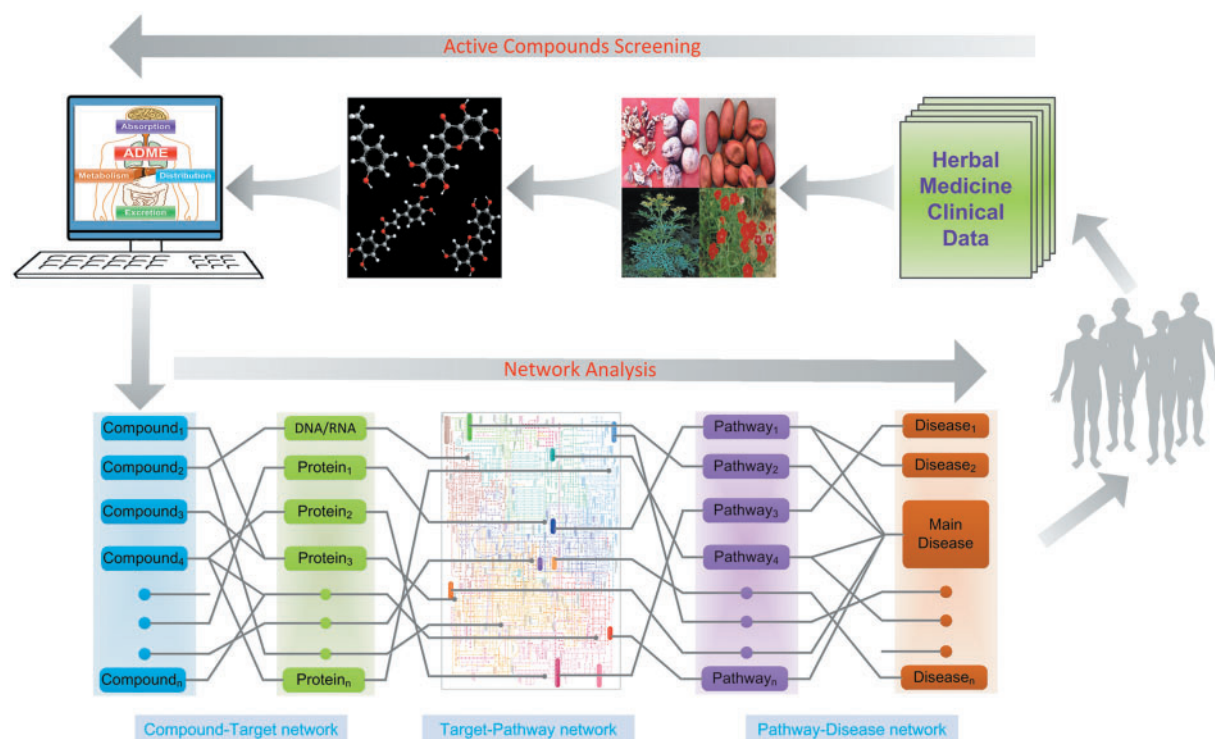 Active Compounds Screening
Absorption
ADME
Metabolism
Distribution
Excretion
Herbal
Medicine
Clinical
Data
Network Analysis
Compound₁
Compound₂
Compound₃
Compound₄
Compoundₙ
DNA/RNA
Protein₁
Protein₂
Protein₃
Proteinₙ
Pathway₁
Pathway₂
Pathway₃
Pathway₄
Pathwayₙ
Disease₁
Disease₂
Main
Disease
Diseaseₙ
Compound-Target network
Target-Pathway network
Pathway-Disease network